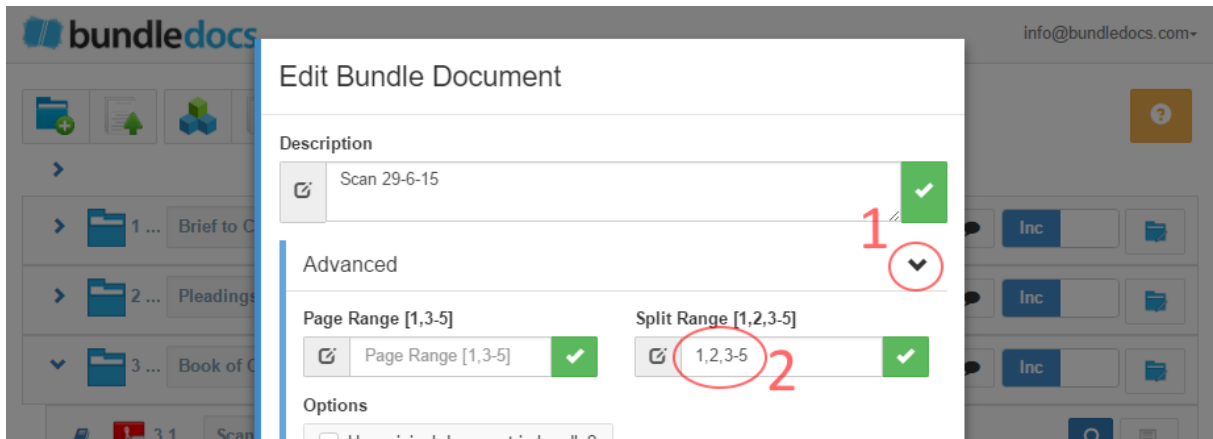 bundledocs
info@bundledocs.com
Edit Bundle Document
Description
Scan 29-6-15
1 ... Brief to C
Inc
1
Advanced
2 ... Pleadings
Inc
Page Range [1,3-5] Split Range [1,2,3-5]
3 ... Book of
Page Range [1,3-5] 1,2,3-5
Inc
2
Options
3.1 Scan